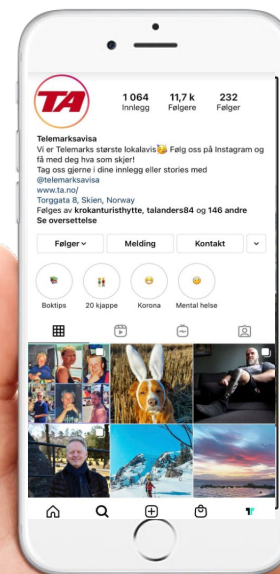 TA
1 064 11,7 k 232
Innlegg Følgere Følger
Telemarksavisa
Vi er Telemarks største lokalavis🥳 Følg oss på Instagram og
få med deg hva som skjer!
Tag oss gjerne i dine innlegg eller stories med
@telemarksavisa
www.ta.no/
Torggata 8, Skien, Norway
Følges av krokanturisthytte, talanders84 og 146 andre
Se oversettelse
Følger Melding Kontakt
Boktips 20 kjappe Korona Mental helse